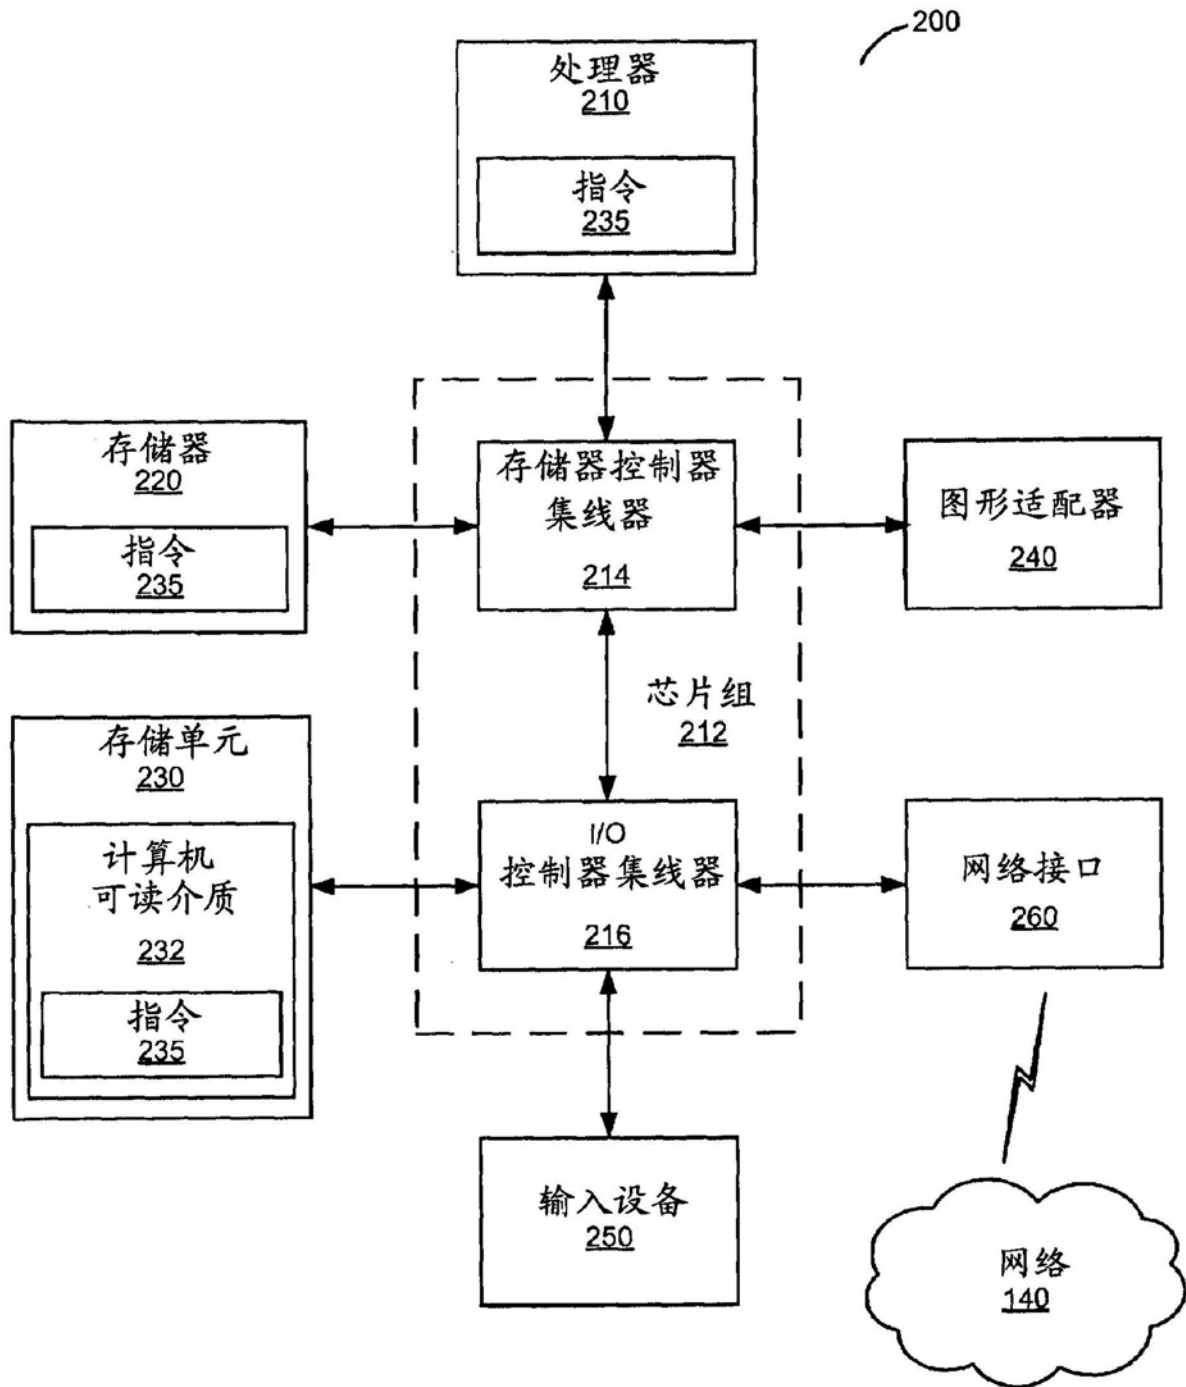 200
处理器
210
指令
235
存储器
220
指令
235
存储器控制器
集线器
214
图形适配器
240
芯片组
212
存储单元
230
计算机
可读介质
232
指令
235
I/O
控制器集线器
216
网络接口
260
输入设备
250
网络
140